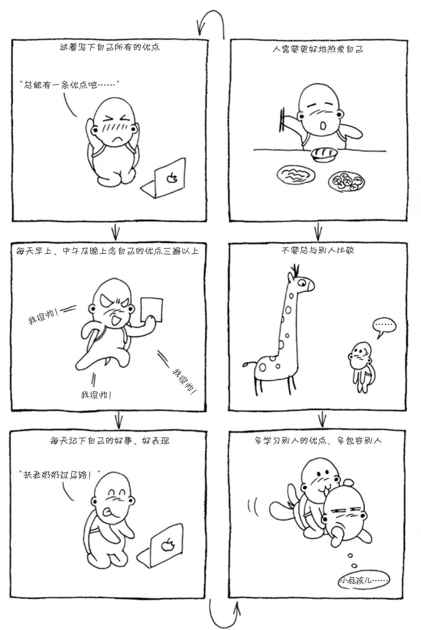 试着写下自己所有的优点
“总能有一条优点吧……”
每天早上、中午及晚上念自己的优点三遍以上
我很帅!
我很帅!
我很帅!
每天记下自己的好事、好表现
“扶老奶奶过马路!”
人需要更好地爱自己
不要总与别人比较
……
多学习别人的优点、多包容别人
小屁孩儿……